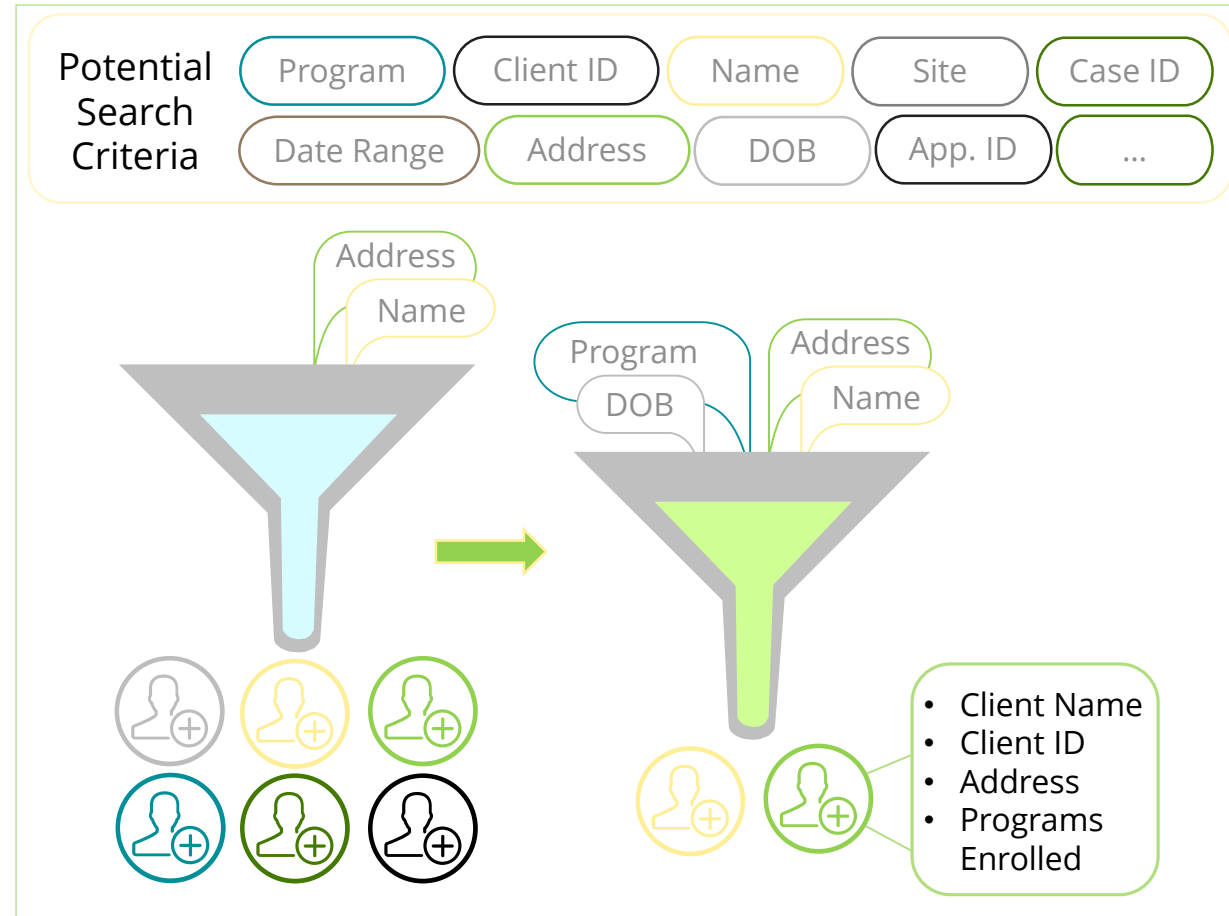 Potential
Search
Criteria
Program
Client ID
Name
Site
Case ID
Date Range
Address
DOB
App. ID
...
Address
Name
Program
DOB
Address
Name
• Client Name
• Client ID
• Address
• Programs
Enrolled